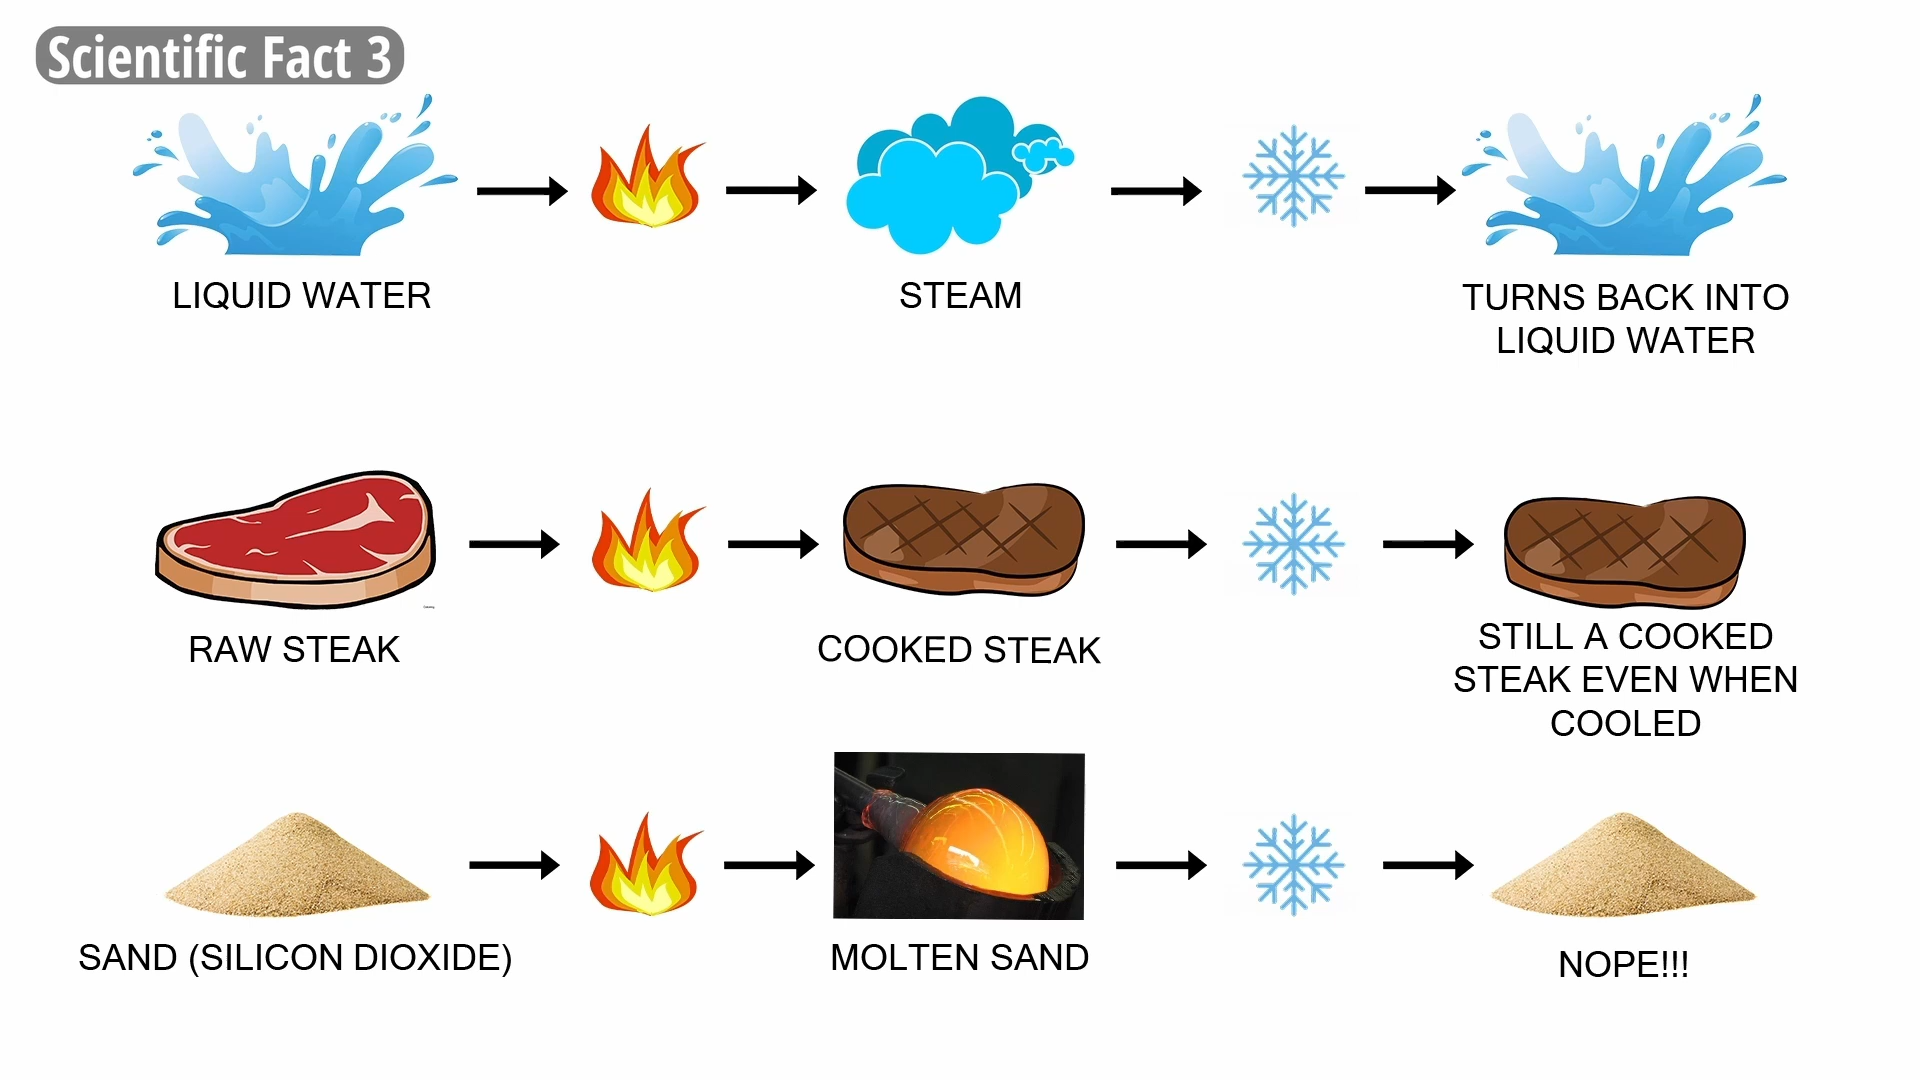 Scientific Fact 3
LIQUID WATER
STEAM
TURNS BACK INTO
LIQUID WATER
RAW STEAK
COOKED STEAK
STILL A COOKED
STEAK EVEN WHEN
COOLED
SAND (SILICON DIOXIDE)
MOLTEN SAND
NOPE!!!